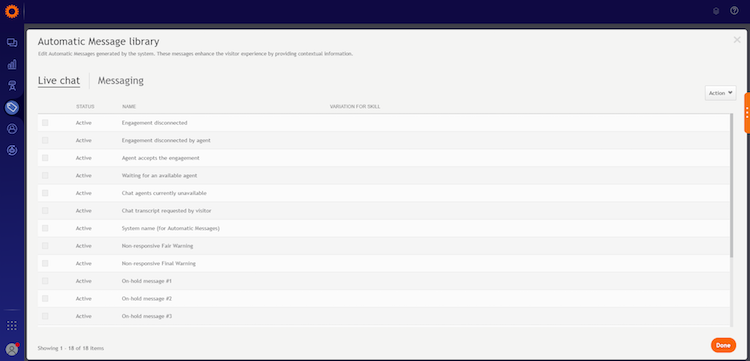 Automatic Message library
Edit Automatic Messages generated by the system. These messages enhance the visitor experience by providing contextual information.
Live chat Messaging
Action
STATUS NAME VARIATION FOR SKILL
Active Engagement disconnected
Active Engagement disconnected by agent
Active Agent accepts the engagement
Active Waiting for an available agent
Active Chat agents currently unavailable
Active Chat transcript requested by visitor
Active System name (for Automatic Messages)
Active Non-responsive Fair Warning
Active Non-responsive Final Warning
Active On-hold message #1
Active On-hold message #2
Active On-hold message #3
Showing 1 - 18 of 18 items
Done